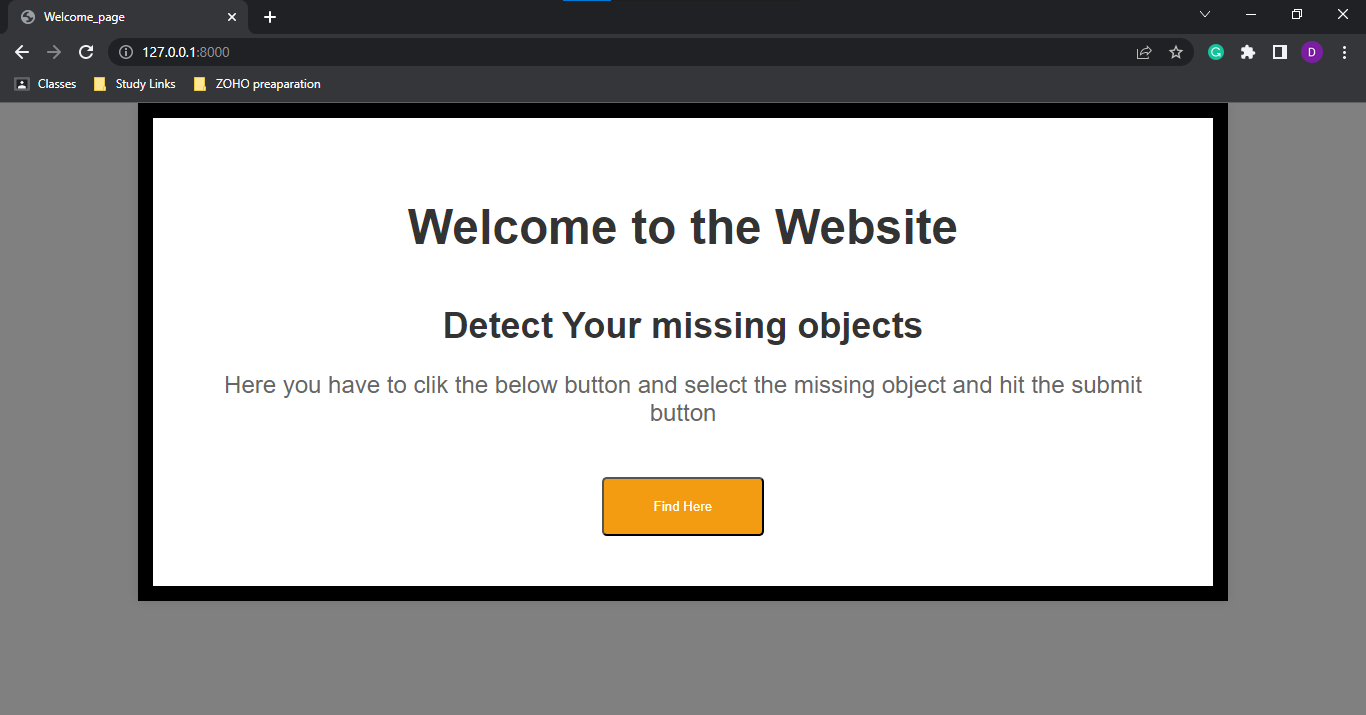 Welcome_page
127.0.0.1:8000
G
D
Classes
Study Links
ZOHO preaparation
Welcome to the Website
Detect Your missing objects
Here you have to clik the below button and select the missing object and hit the submit
button
Find Here